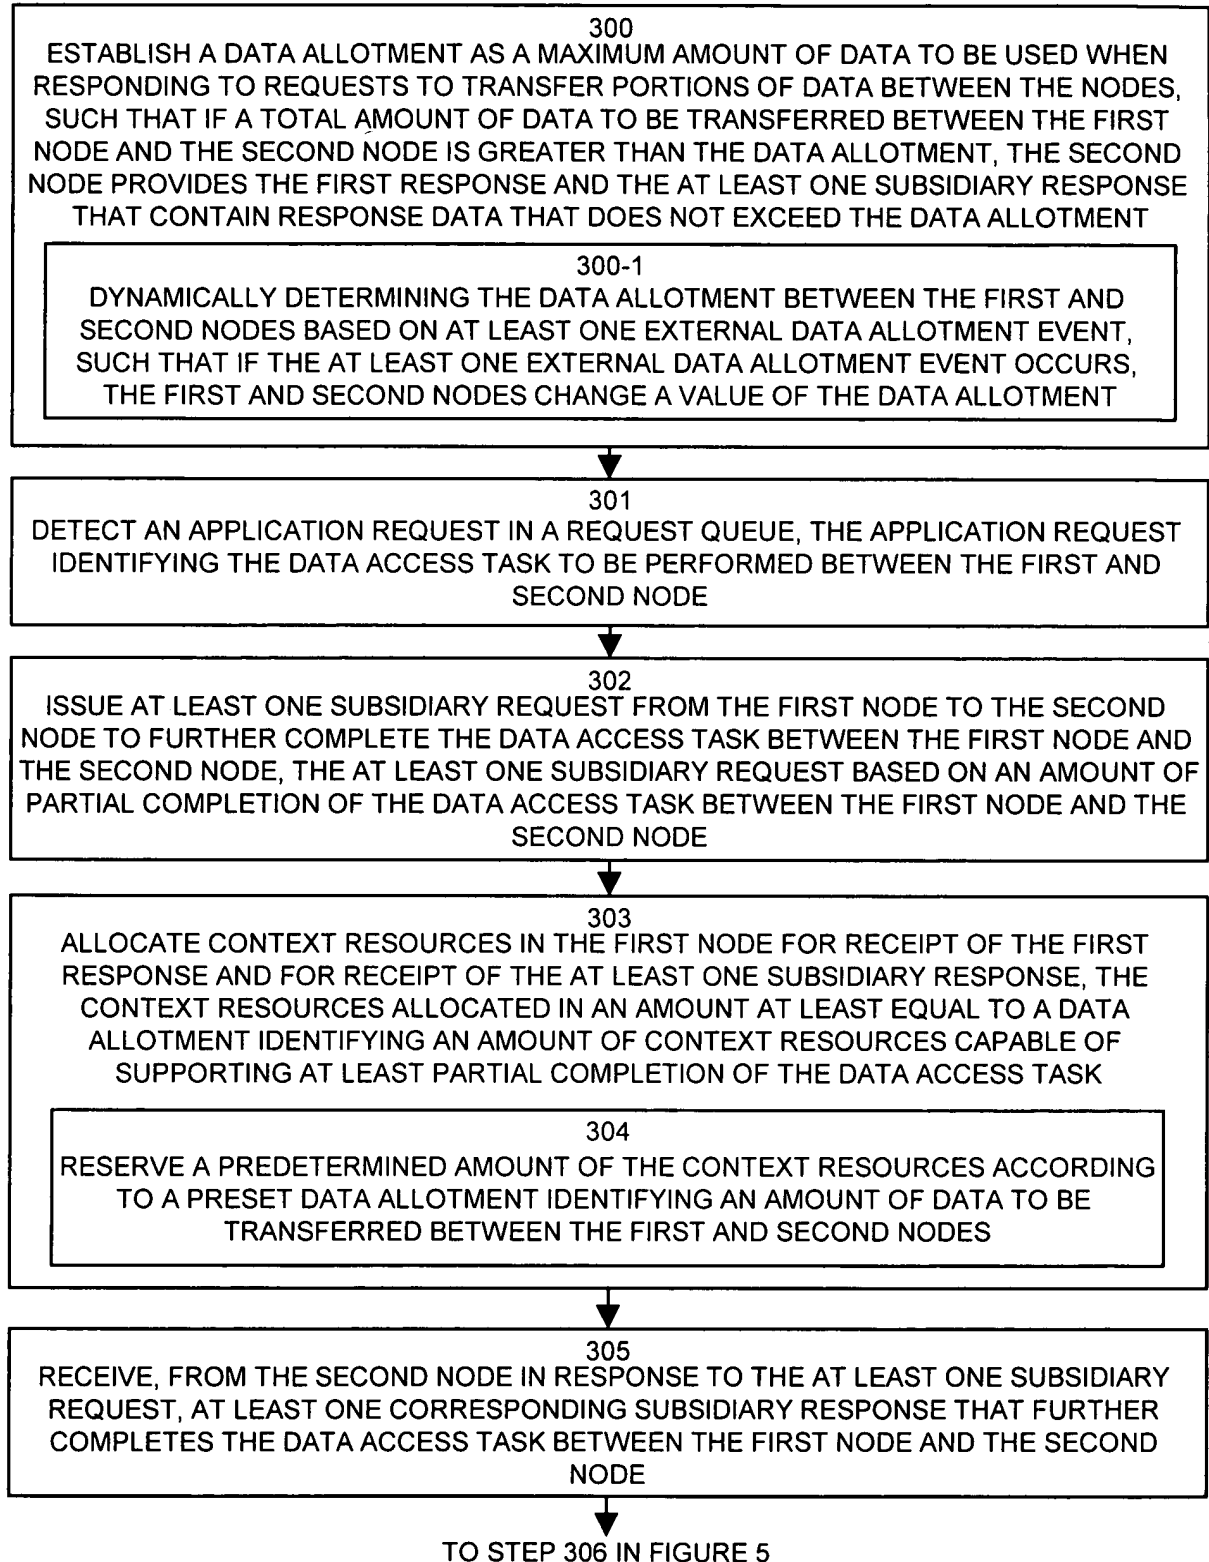 300
ESTABLISH A DATA ALLOTMENT AS A MAXIMUM AMOUNT OF DATA TO BE USED WHEN
RESPONDING TO REQUESTS TO TRANSFER PORTIONS OF DATA BETWEEN THE NODES,
SUCH THAT IF A TOTAL AMOUNT OF DATA TO BE TRANSFERRED BETWEEN THE FIRST
NODE AND THE SECOND NODE IS GREATER THAN THE DATA ALLOTMENT, THE SECOND
NODE PROVIDES THE FIRST RESPONSE AND THE AT LEAST ONE SUBSIDIARY RESPONSE
THAT CONTAIN RESPONSE DATA THAT DOES NOT EXCEED THE DATA ALLOTMENT
300-1
DYNAMICALLY DETERMINING THE DATA ALLOTMENT BETWEEN THE FIRST AND
SECOND NODES BASED ON AT LEAST ONE EXTERNAL DATA ALLOTMENT EVENT,
SUCH THAT IF THE AT LEAST ONE EXTERNAL DATA ALLOTMENT EVENT OCCURS,
THE FIRST AND SECOND NODES CHANGE A VALUE OF THE DATA ALLOTMENT
301
DETECT AN APPLICATION REQUEST IN A REQUEST QUEUE, THE APPLICATION REQUEST
IDENTIFYING THE DATA ACCESS TASK TO BE PERFORMED BETWEEN THE FIRST AND
SECOND NODE
302
ISSUE AT LEAST ONE SUBSIDIARY REQUEST FROM THE FIRST NODE TO THE SECOND
NODE TO FURTHER COMPLETE THE DATA ACCESS TASK BETWEEN THE FIRST NODE AND
THE SECOND NODE, THE AT LEAST ONE SUBSIDIARY REQUEST BASED ON AN AMOUNT OF
PARTIAL COMPLETION OF THE DATA ACCESS TASK BETWEEN THE FIRST NODE AND THE
SECOND NODE
303
ALLOCATE CONTEXT RESOURCES IN THE FIRST NODE FOR RECEIPT OF THE FIRST
RESPONSE AND FOR RECEIPT OF THE AT LEAST ONE SUBSIDIARY RESPONSE, THE
CONTEXT RESOURCES ALLOCATED IN AN AMOUNT AT LEAST EQUAL TO A DATA
ALLOTMENT IDENTIFYING AN AMOUNT OF CONTEXT RESOURCES CAPABLE OF
SUPPORTING AT LEAST PARTIAL COMPLETION OF THE DATA ACCESS TASK
304
RESERVE A PREDETERMINED AMOUNT OF THE CONTEXT RESOURCES ACCORDING
TO A PRESET DATA ALLOTMENT IDENTIFYING AN AMOUNT OF DATA TO BE
TRANSFERRED BETWEEN THE FIRST AND SECOND NODES
305
RECEIVE, FROM THE SECOND NODE IN RESPONSE TO THE AT LEAST ONE SUBSIDIARY
REQUEST, AT LEAST ONE CORRESPONDING SUBSIDIARY RESPONSE THAT FURTHER
COMPLETES THE DATA ACCESS TASK BETWEEN THE FIRST NODE AND THE SECOND
NODE
TO STEP 306 IN FIGURE 5